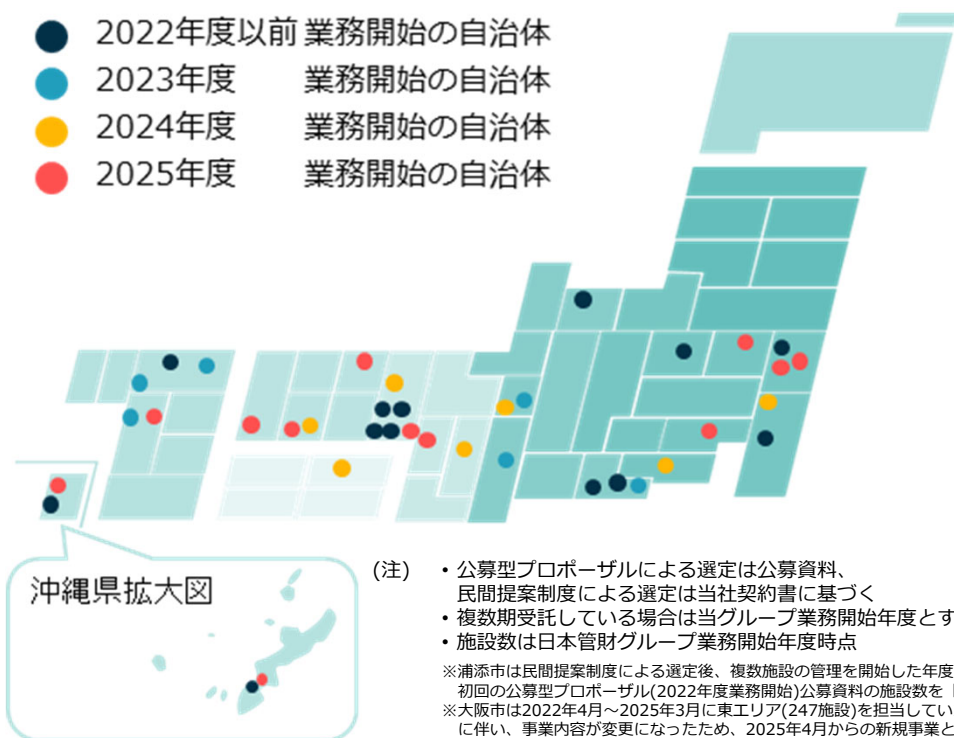 2022年度以前 業務開始の自治体
2023年度 業務開始の自治体
2024年度 業務開始の自治体
2025年度 業務開始の自治体
沖縄県拡大図
(注) ・公募型プロポーザルによる選定は公募資料、
民間提案制度による選定は当社契約書に基づく
・複数期受託している場合は当グループ業務開始年度とす
・施設数は日本管財グループ業務開始年度時点
※浦添市は民間提案制度による選定後、複数施設の管理を開始した年度
初回の公募型プロポーザル(2022年度業務開始)公募資料の施設数を
※大阪市は2022年4月～2025年3月に東エリア(247施設)を担当してい
に伴い、事業内容が変更になったため、2025年4月からの新規事業と